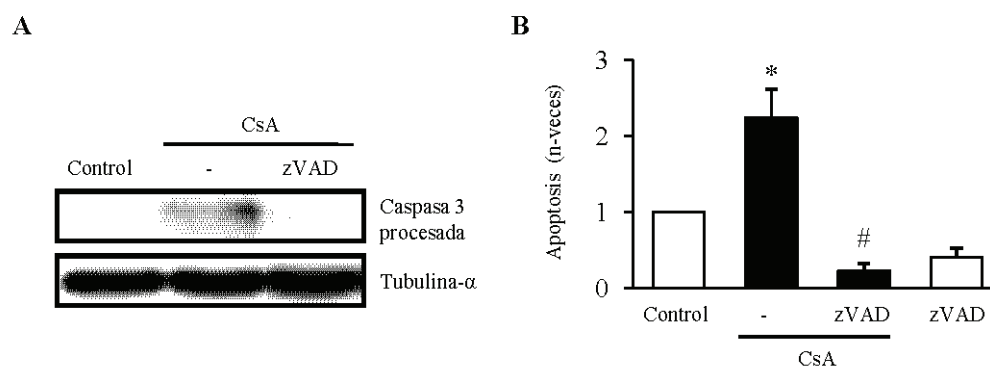 A
CsA
Control - zVAD
Caspasa 3
procesada
Tubulina-α
B
Apoptosis (n-veces)
3
2
1
0
*
#
Control - zVAD zVAD
CsA